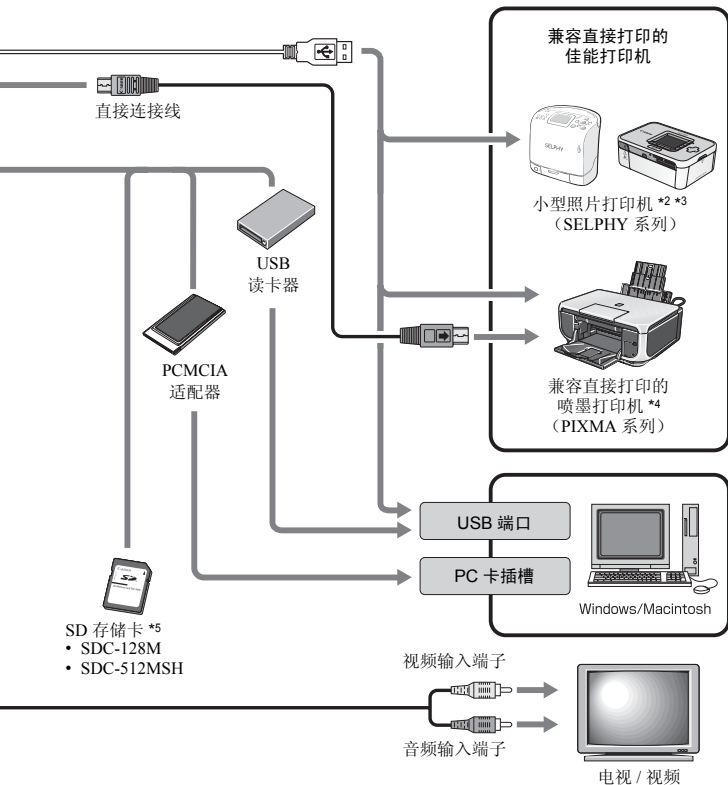 兼容直接打印的
佳能打印机
直接连接线
SELPHY
小型照片打印机 *2 *3
（SELPHY 系列）
USB
读卡器
PCMCIA
适配器
兼容直接打印的
喷墨打印机 *4
（PIXMA 系列）
USB 端口
PC 卡插槽
Windows/Macintosh
SD 存储卡 *5
• SDC-128M
• SDC-512MSH
视频输入端子
音频输入端子
电视 / 视频